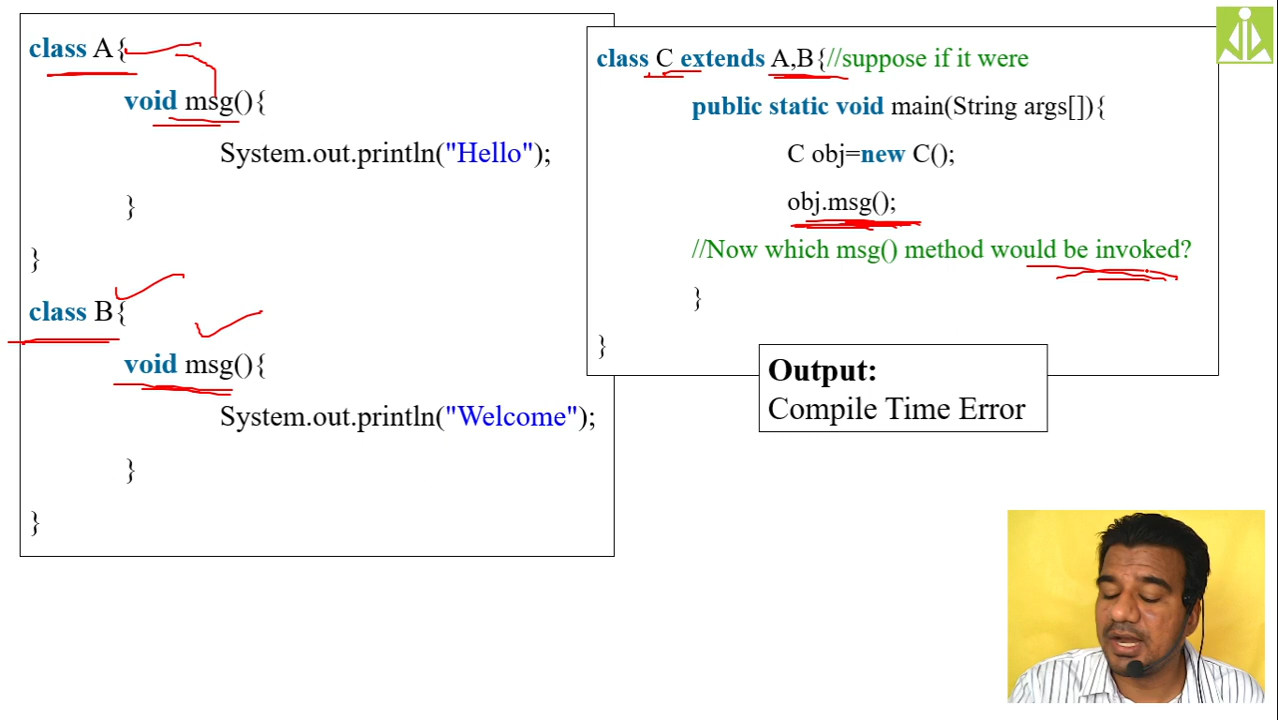 class A{
void msg(){
System.out.println("Hello");
}
}
class B{
void msg(){
System.out.println("Welcome");
}
}
class C extends A,B{//suppose if it were
public static void main(String args[]){
C obj=new C();
obj.msg();
//Now which msg() method would be invoked?
}
}
Output:
Compile Time Error